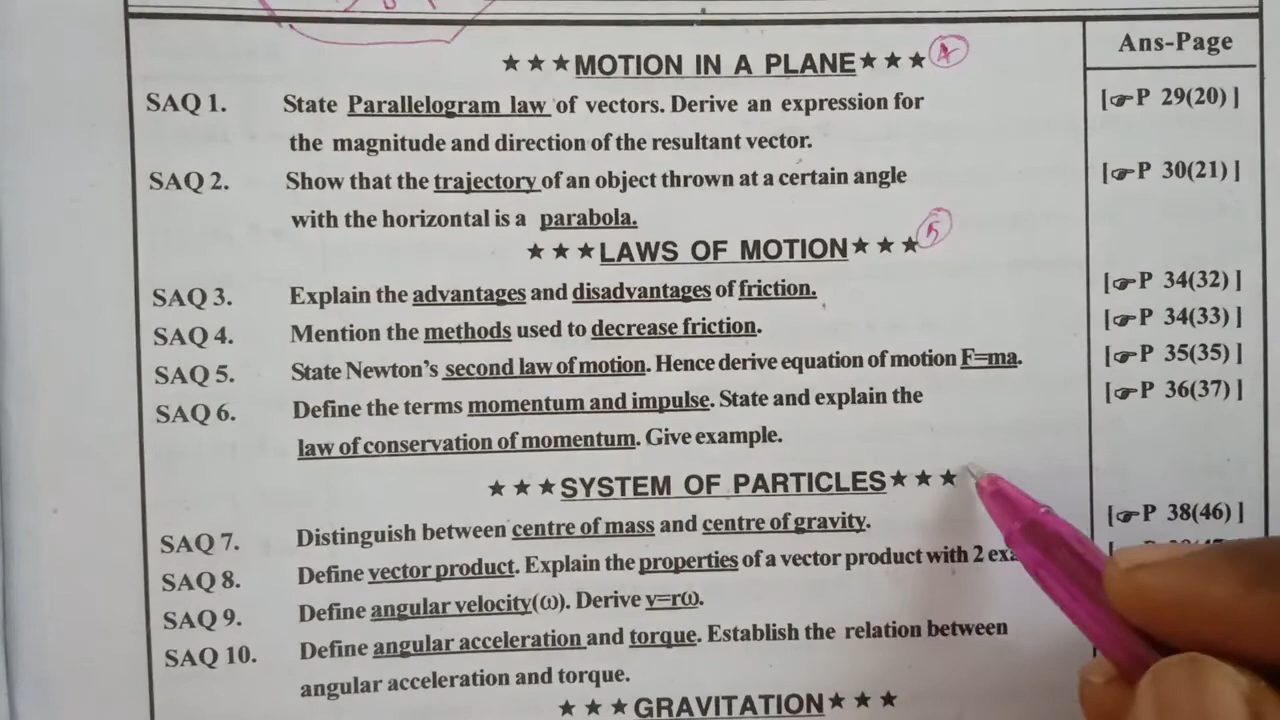 Ans-Page
★★★MOTION IN A PLANE★★★ 4
SAQ 1. State Parallelogram law of vectors. Derive an expression for [☞P 29(20)]
the magnitude and direction of the resultant vector.
SAQ 2. Show that the trajectory of an object thrown at a certain angle [☞P 30(21)]
with the horizontal is a parabola.
★★★LAWS OF MOTION★★★ 5
SAQ 3. Explain the advantages and disadvantages of friction. [☞P 34(32)]
SAQ 4. Mention the methods used to decrease friction. [☞P 34(33)]
SAQ 5. State Newton's second law of motion. Hence derive equation of motion F=ma. [☞P 35(35)]
SAQ 6. Define the terms momentum and impulse. State and explain the [☞P 36(37)]
law of conservation of momentum. Give example.
★★★SYSTEM OF PARTICLES★★★
SAQ 7. Distinguish between centre of mass and centre of gravity. [☞P 38(46)]
SAQ 8. Define vector product. Explain the properties of a vector product with 2
SAQ 9. Define angular velocity(ω). Derive v=rω.
SAQ 10. Define angular acceleration and torque. Establish the relation between
angular acceleration and torque.
★★★GRAVITATION★★★